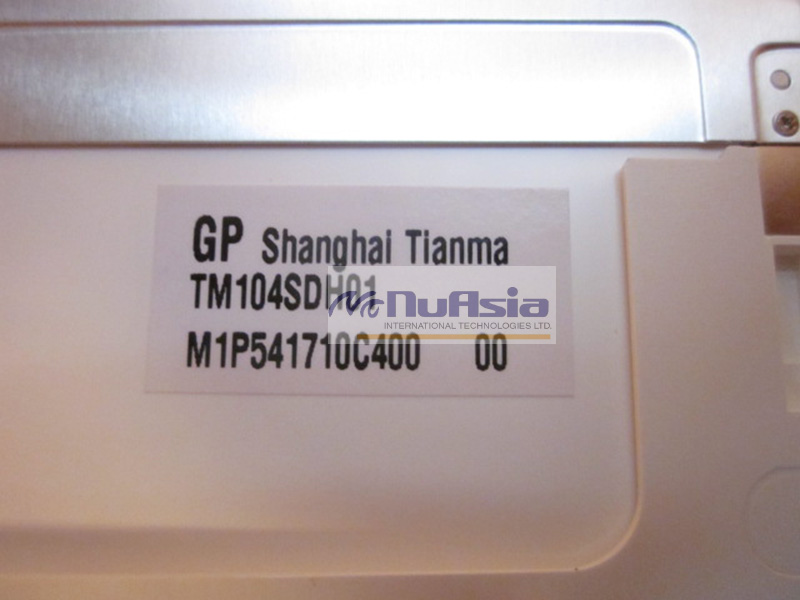 GP Shanghai Tianma
TM104SDH01
NuAsia
INTERNATIONAL TECHNOLOGIES LTD.
M1P541710C400 00